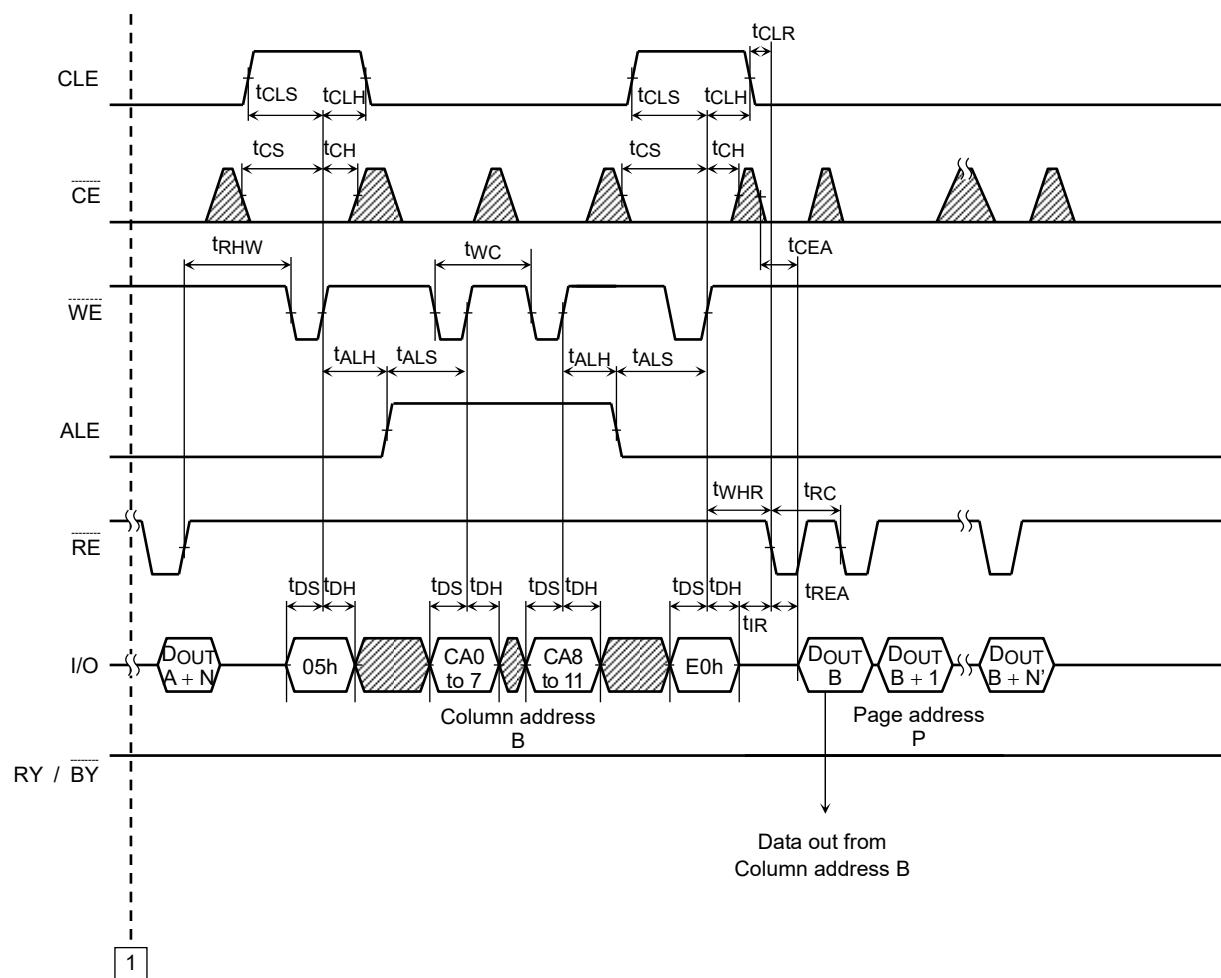 tCLR
CLE
tCLS tCLH tCLS tCLH
tCS tCH tCS tCH
CE
tRHW tWC tCEA
WE
tALH tALS tALH tALS
ALE
tWHR tRC
RE
tDS tDH tDS tDH tDS tDH tDS tDH tREA
tIR
I/O
DOUT
A + N
05h
CA0
to 7
CA8
to 11
E0h
DOUT
B
DOUT
B + 1
DOUT
B + N’
Column address
B
Page address
P
RY / BY
Data out from
Column address B
1